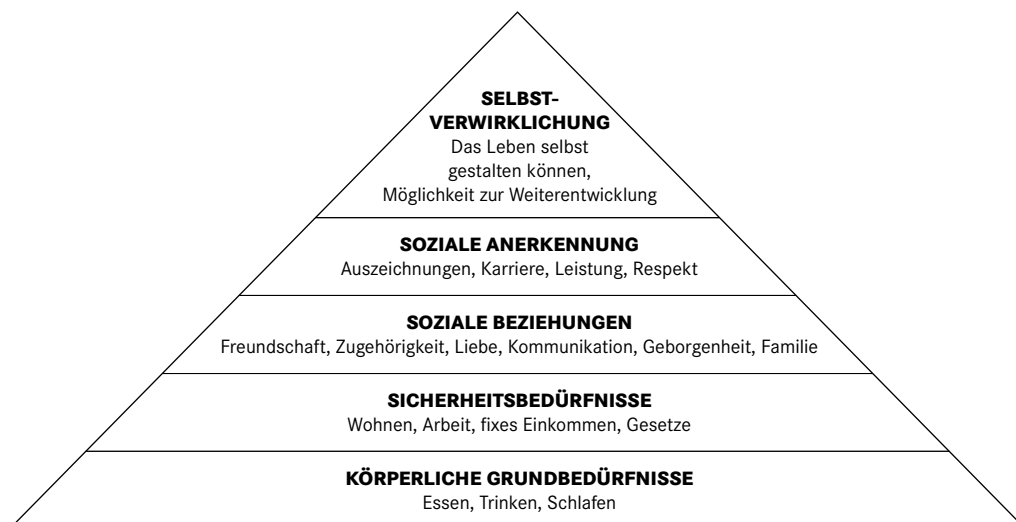 SELBST-
VERWIRKLICHUNG
Das Leben selbst
gestalten können,
Möglichkeit zur Weiterentwicklung
SOZIALE ANERKENNUNG
Auszeichnungen, Karriere, Leistung, Respekt
SOZIALE BEZIEHUNGEN
Freundschaft, Zugehörigkeit, Liebe, Kommunikation, Geborgenheit, Familie
SICHERHEITSBEDÜRFNISSE
Wohnen, Arbeit, fixes Einkommen, Gesetze
KÖRPERLICHE GRUNDBEDÜRFNISSE
Essen, Trinken, Schlafen